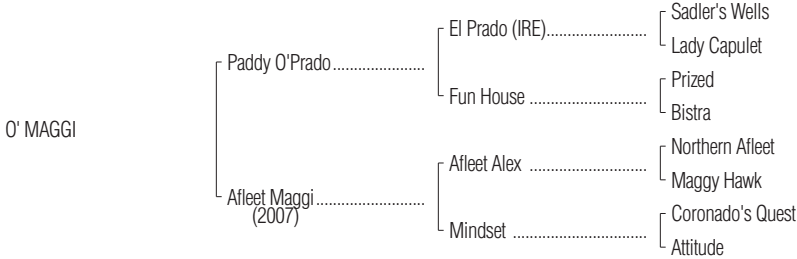 Sadler's Wells
El Prado (IRE)
Lady Capulet
Paddy O'Prado
Prized
Fun House
Bistra
O' MAGGI
Northern Afleet
Afleet Alex
Maggy Hawk
Afleet Maggi
(2007)
Coronado's Quest
Mindset
Attitude